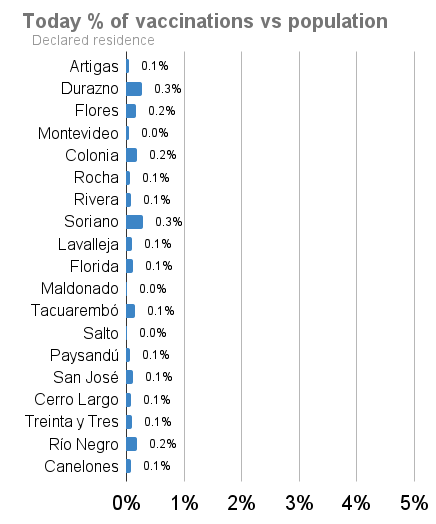 Today % of vaccinations vs population
Declared residence
Artigas 0.1%
Durazno 0.3%
Flores 0.2%
Montevideo 0.0%
Colonia 0.2%
Rocha 0.1%
Rivera 0.1%
Soriano 0.3%
Lavalleja 0.1%
Florida 0.1%
Maldonado 0.0%
Tacuarembó 0.1%
Salto 0.0%
Paysandú 0.1%
San José 0.1%
Cerro Largo 0.1%
Treinta y Tres 0.1%
Río Negro 0.2%
Canelones 0.1%
0% 1% 2% 3% 4% 5%